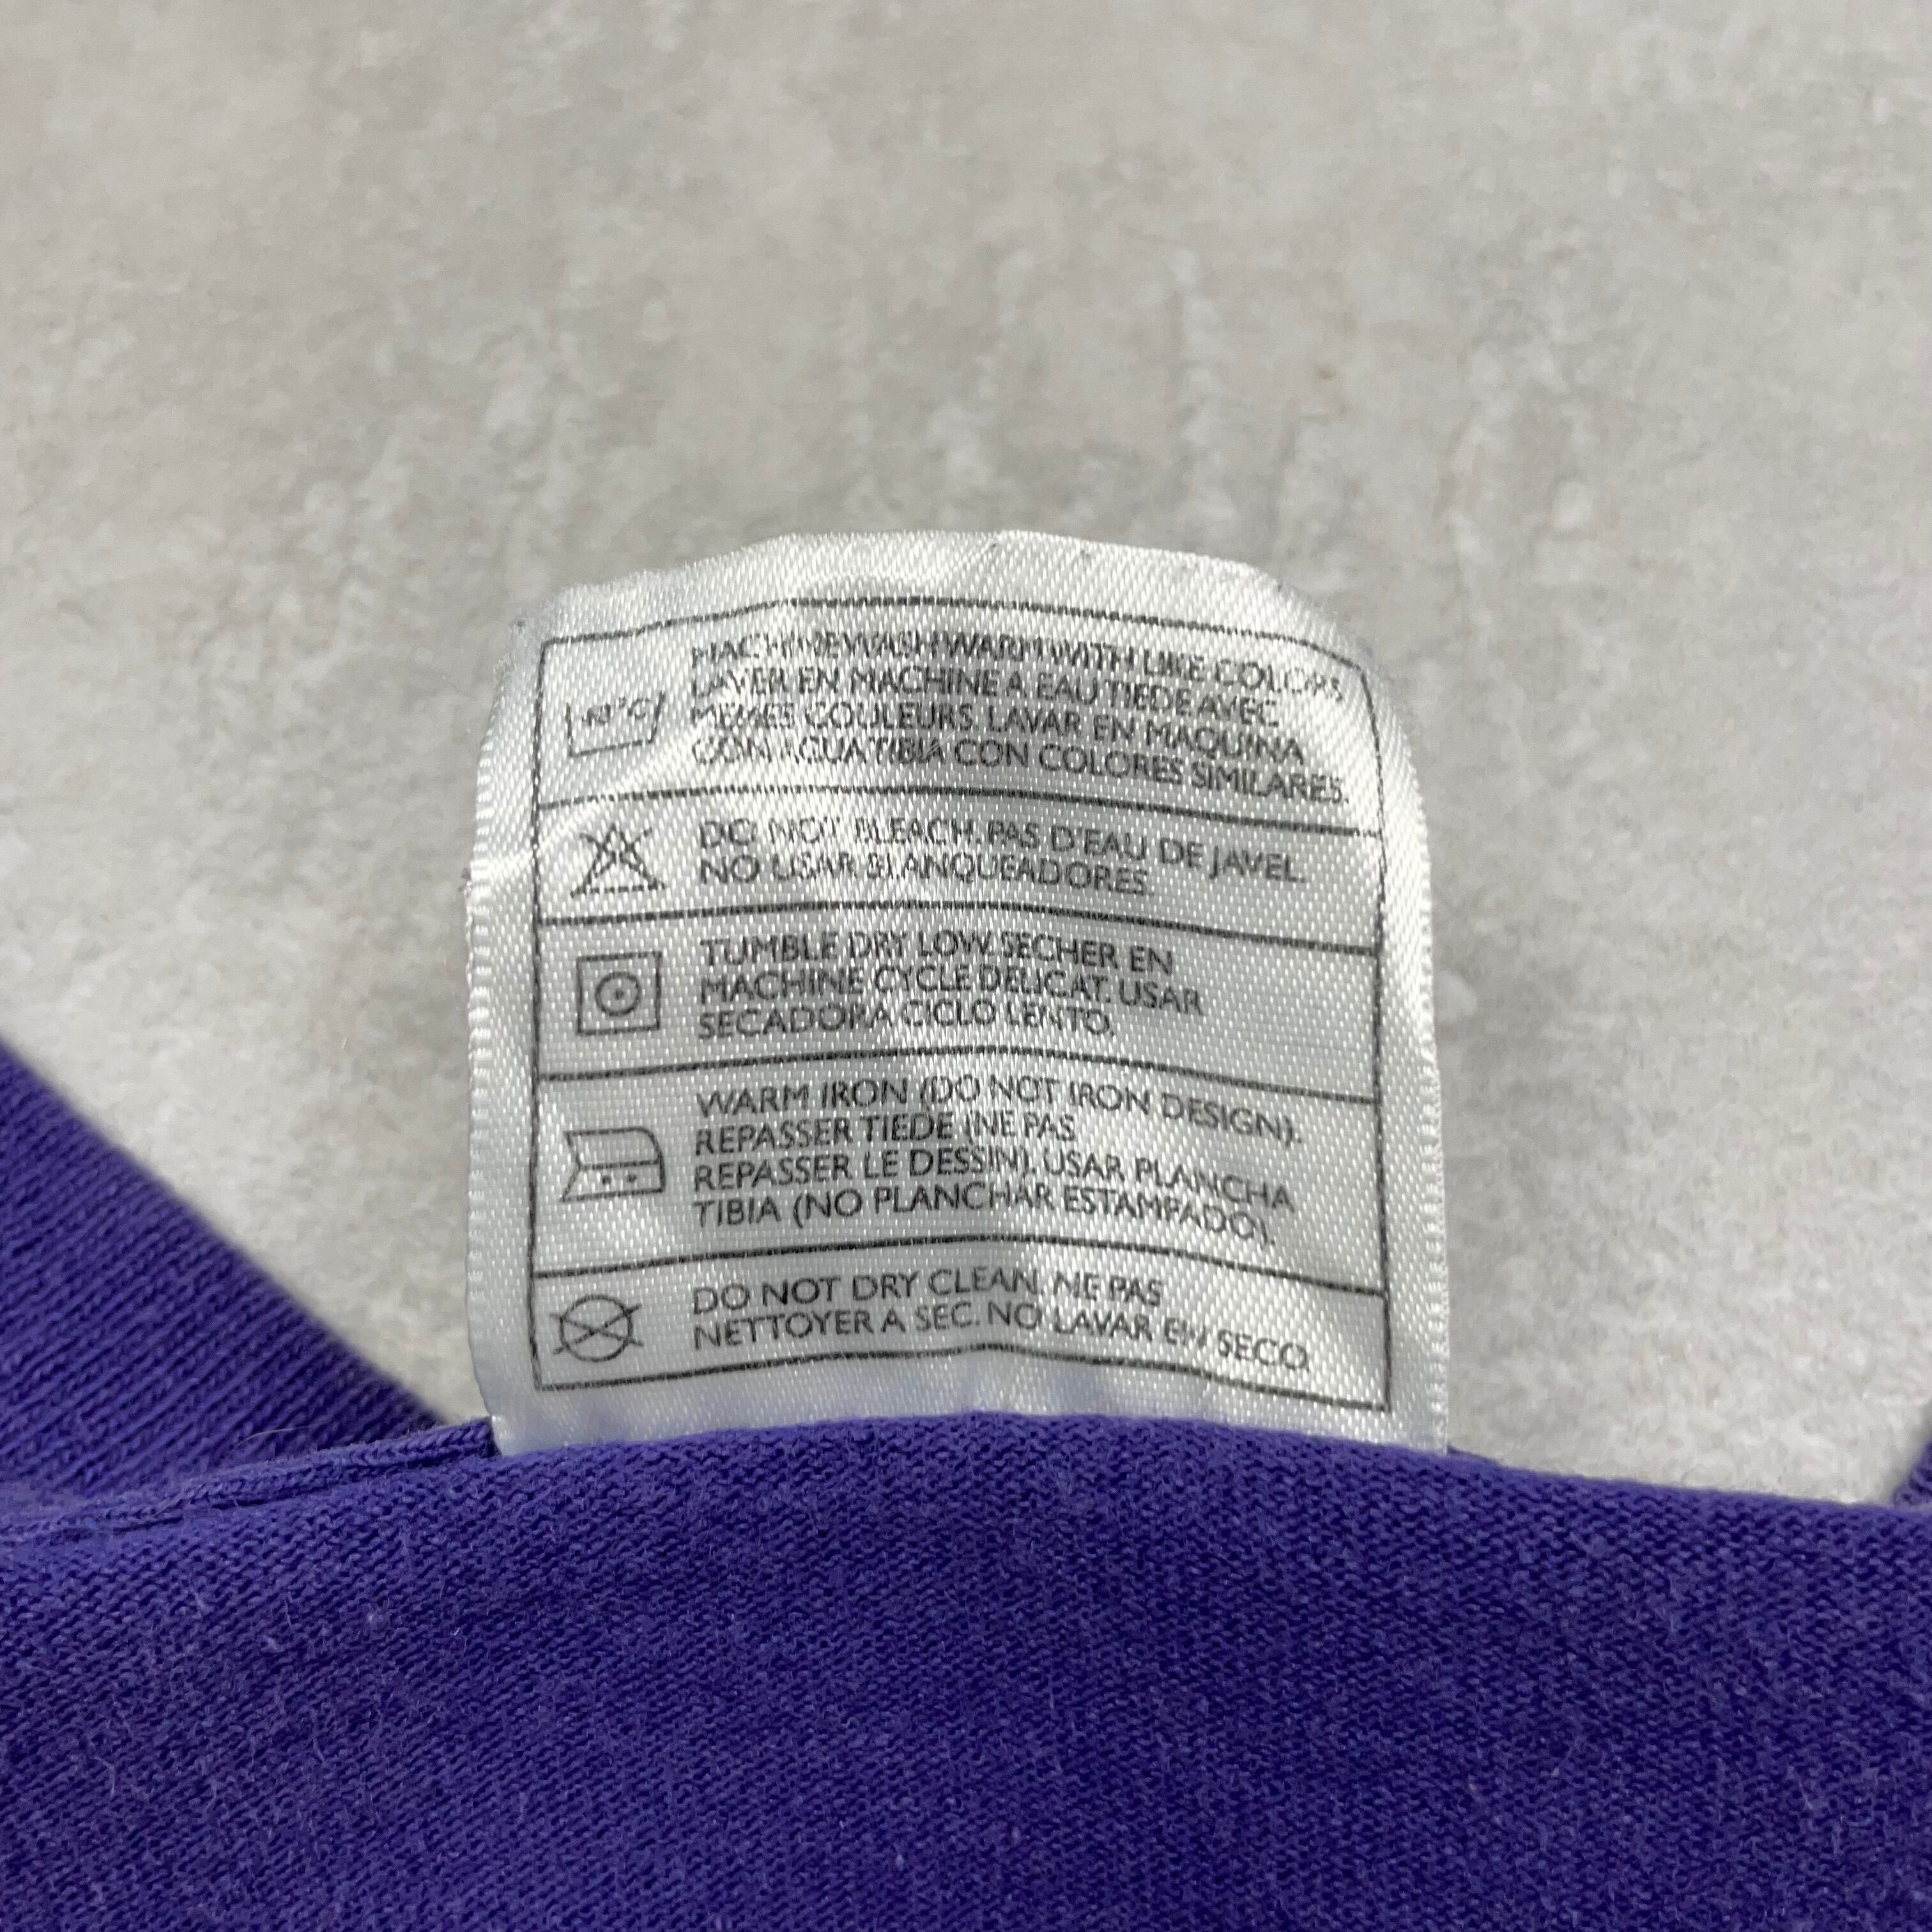 40°C
MACHINE WASH WARM WITH LIKE COLORS.
LAVER EN MACHINE A EAU TIEDE AVEC
MEMES COULEURS. LAVAR EN MAQUINA
CON AGUA TIBIA CON COLORES SIMILARES.
DO NOT BLEACH. PAS D'EAU DE JAVEL.
NO USAR BLANQUEADORES.
TUMBLE DRY LOW. SECHER EN
MACHINE CYCLE DELICAT. USAR
SECADORA CICLO LENTO.
WARM IRON (DO NOT IRON DESIGN).
REPASSER TIEDE (NE PAS
REPASSER LE DESSIN). USAR PLANCHA
TIBIA (NO PLANCHAR ESTAMPADO).
DO NOT DRY CLEAN. NE PAS
NETTOYER A SEC. NO LAVAR EN SECO.